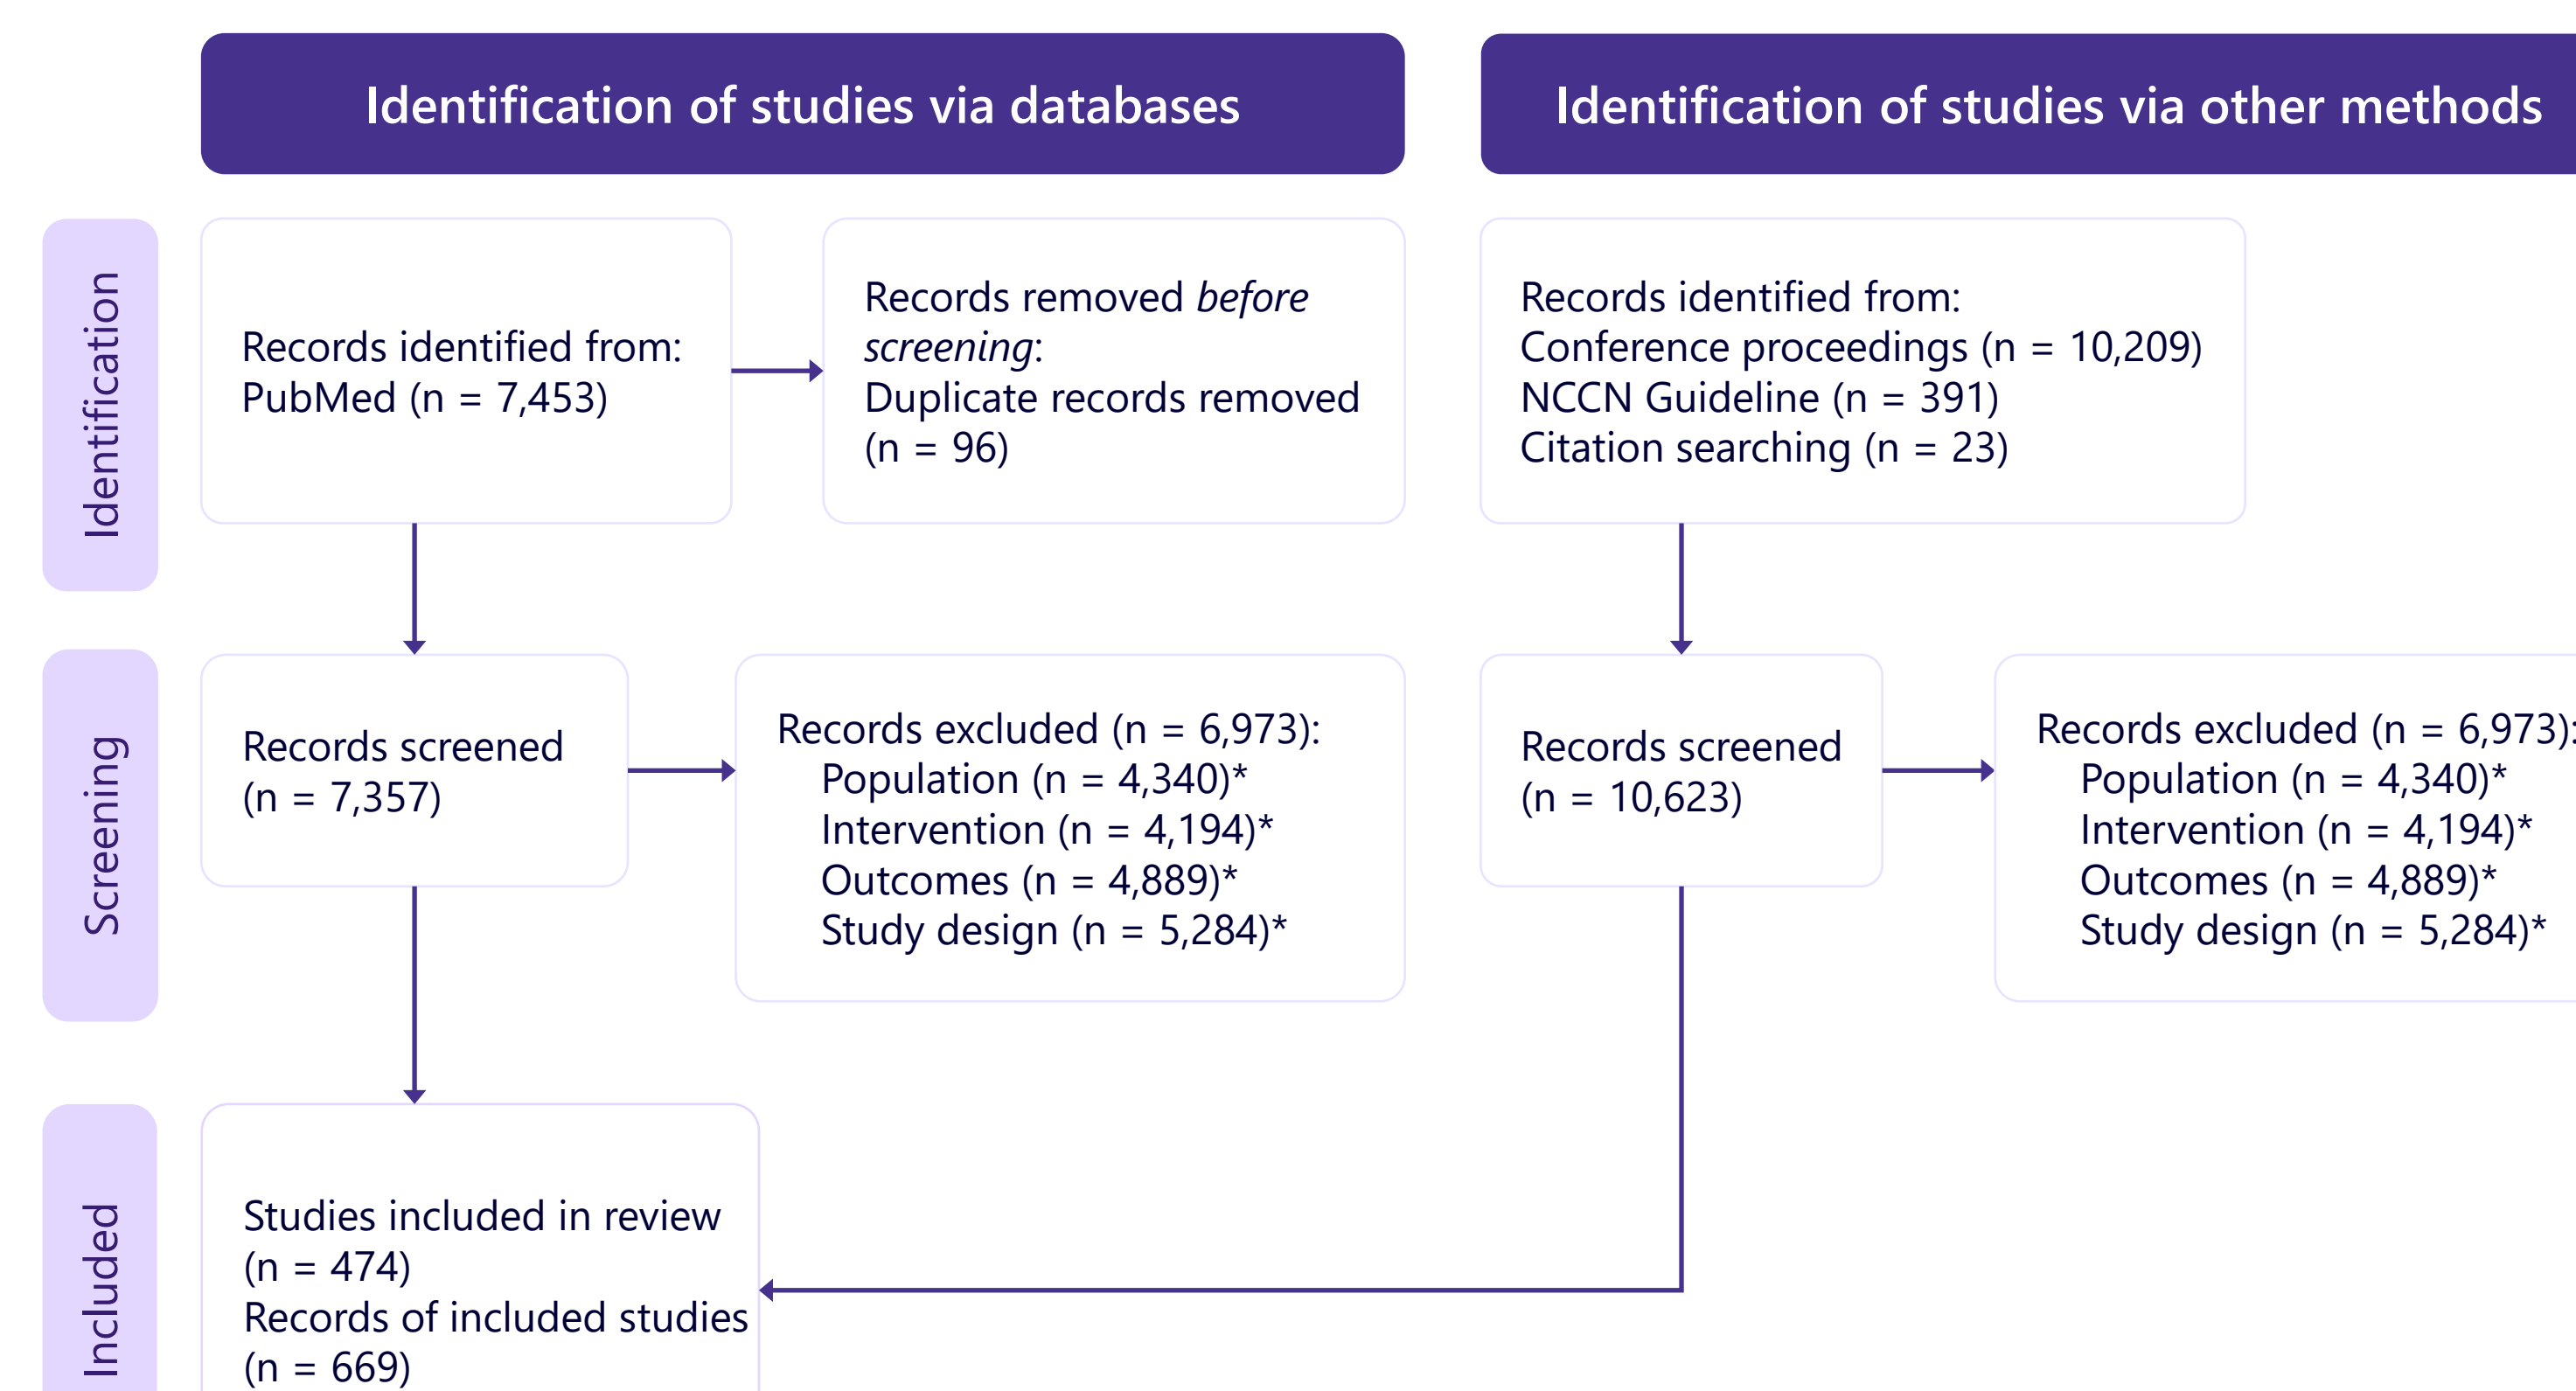 Identification of studies via databases
Identification of studies via other methods
Identification
Records identified from:
PubMed (n = 7,453)
Records removed before
screening:
Duplicate records removed
(n = 96)
Records identified from:
Conference proceedings (n = 10,209)
NCCN Guideline (n = 391)
Citation searching (n = 23)
Screening
Records screened
(n = 7,357)
Records excluded (n = 6,973):
Population (n = 4,340)*
Intervention (n = 4,194)*
Outcomes (n = 4,889)*
Study design (n = 5,284)*
Records screened
(n = 10,623)
Records excluded (n = 6,973):
Population (n = 4,340)*
Intervention (n = 4,194)*
Outcomes (n = 4,889)*
Study design (n = 5,284)*
Included
Studies included in review
(n = 474)
Records of included studies
(n = 669)